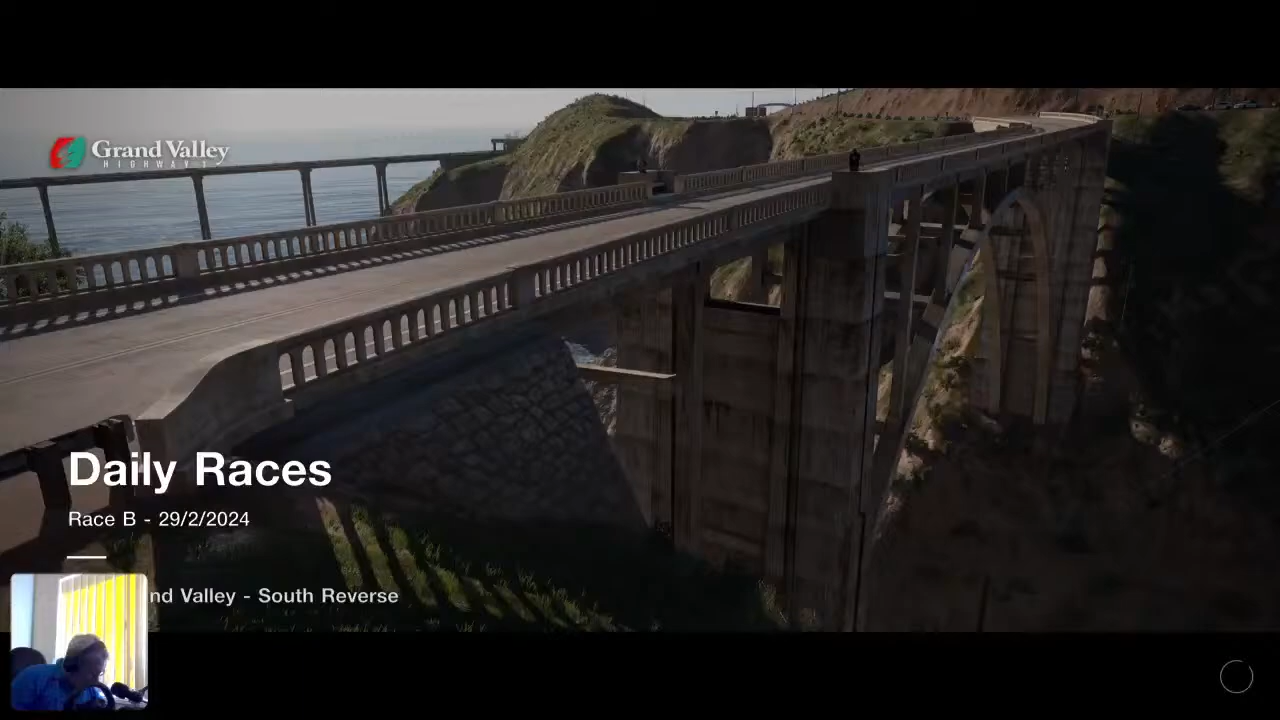 Grand Valley
HIGHWAY 1
Daily Races
Race B - 29/2/2024
nd Valley - South Reverse